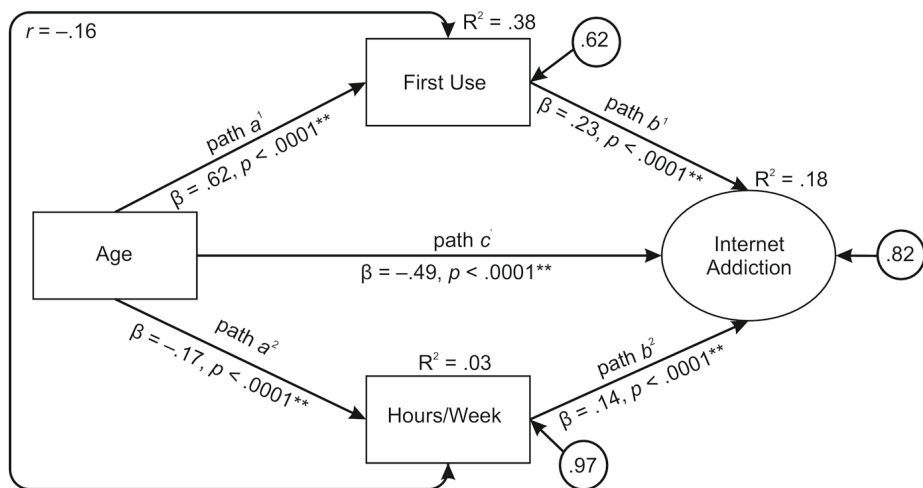 r = –.16
R² = .38
.62
First Use
path a¹
β = .62, p < .0001**
path b¹
β = .23, p < .0001**
R² = .18
Age
path c'
β = –.49, p < .0001**
Internet
Addiction
.82
path a²
β = –.17, p < .0001**
R² = .03
path b²
β = .14, p < .0001**
Hours/Week
.97